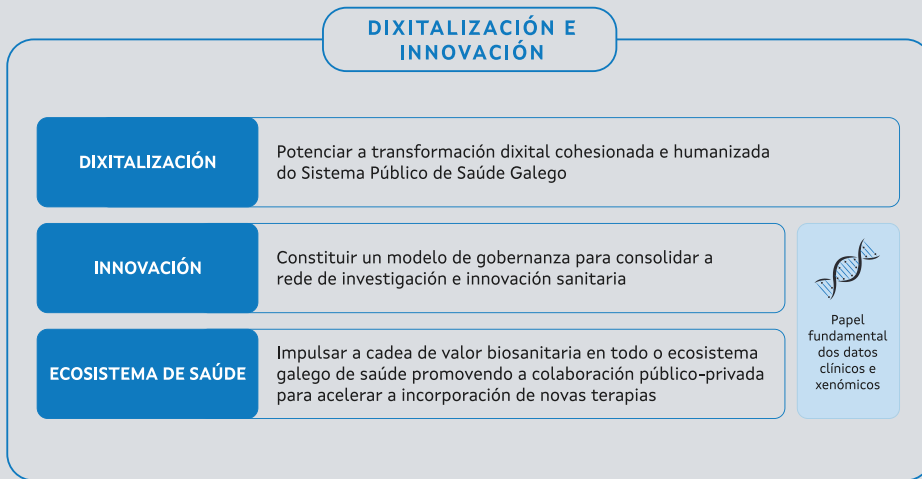 DIXITALIZACIÓN E
INNOVACIÓN
DIXITALIZACIÓN
Potenciar a transformación dixital cohesionada e humanizada
do Sistema Público de Saúde Galego
INNOVACIÓN
Constituir un modelo de gobernanza para consolidar a
rede de investigación e innovación sanitaria
ECOSISTEMA DE SAÚDE
Impulsar a cadea de valor biosanitaria en todo o ecosistema
galego de saúde promovendo a colaboración público-privada
para acelerar a incorporación de novas terapias
Papel
fundamental
dos datos
clínicos e
xenómicos